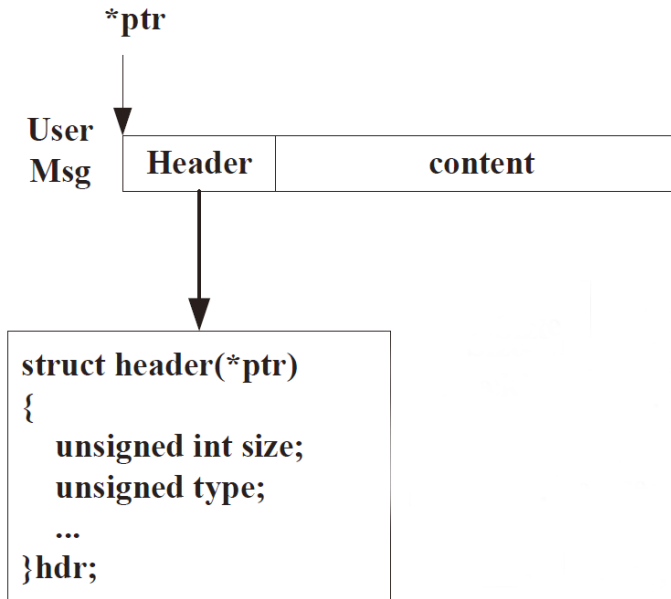 *ptr
User
Msg
Header
content
struct header(*ptr)
{
unsigned int size;
unsigned type;
...
}hdr;